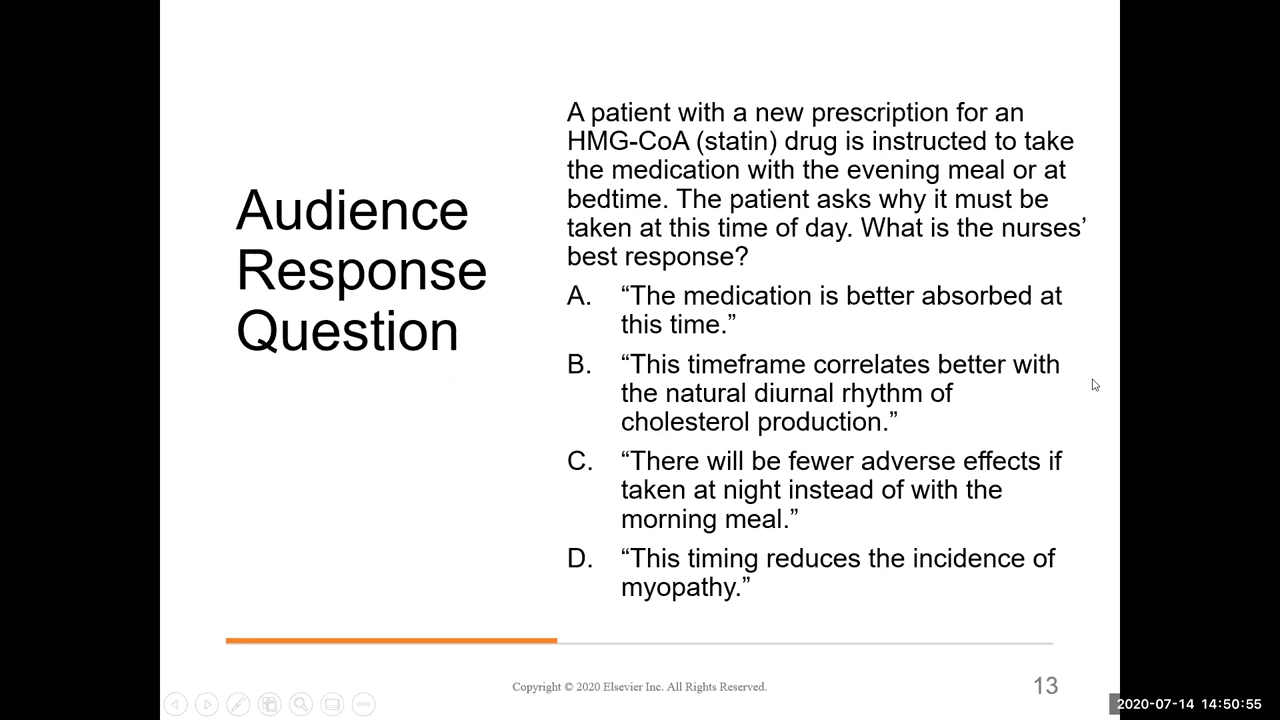 Audience
Response
Question
A patient with a new prescription for an
HMG-CoA (statin) drug is instructed to take
the medication with the evening meal or at
bedtime. The patient asks why it must be
taken at this time of day. What is the nurses’
best response?
A. “The medication is better absorbed at
this time.”
B. “This timeframe correlates better with
the natural diurnal rhythm of
cholesterol production.”
C. “There will be fewer adverse effects if
taken at night instead of with the
morning meal.”
D. “This timing reduces the incidence of
myopathy.”
Copyright © 2020 Elsevier Inc. All Rights Reserved.
13
2020-07-14 14:50:55